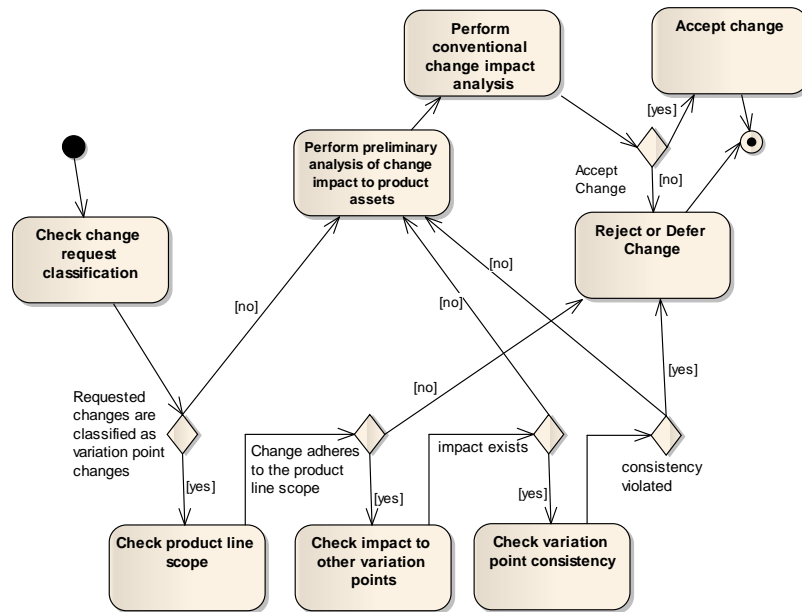 Perform
conventional
change impact
analysis
Accept change
[yes]
Perform preliminary
analysis of change
impact to product
assets
Accept
Change
[no]
Check change
request
classification
Reject or Defer
Change
[no]
[no]
[no]
[no]
[yes]
Requested
changes are
classified as
variation point
changes
Change adheres
to the product
line scope
impact exists
consistency
violated
[yes]
[yes]
[yes]
Check product line
scope
Check impact to
other variation
points
Check variation
point consistency